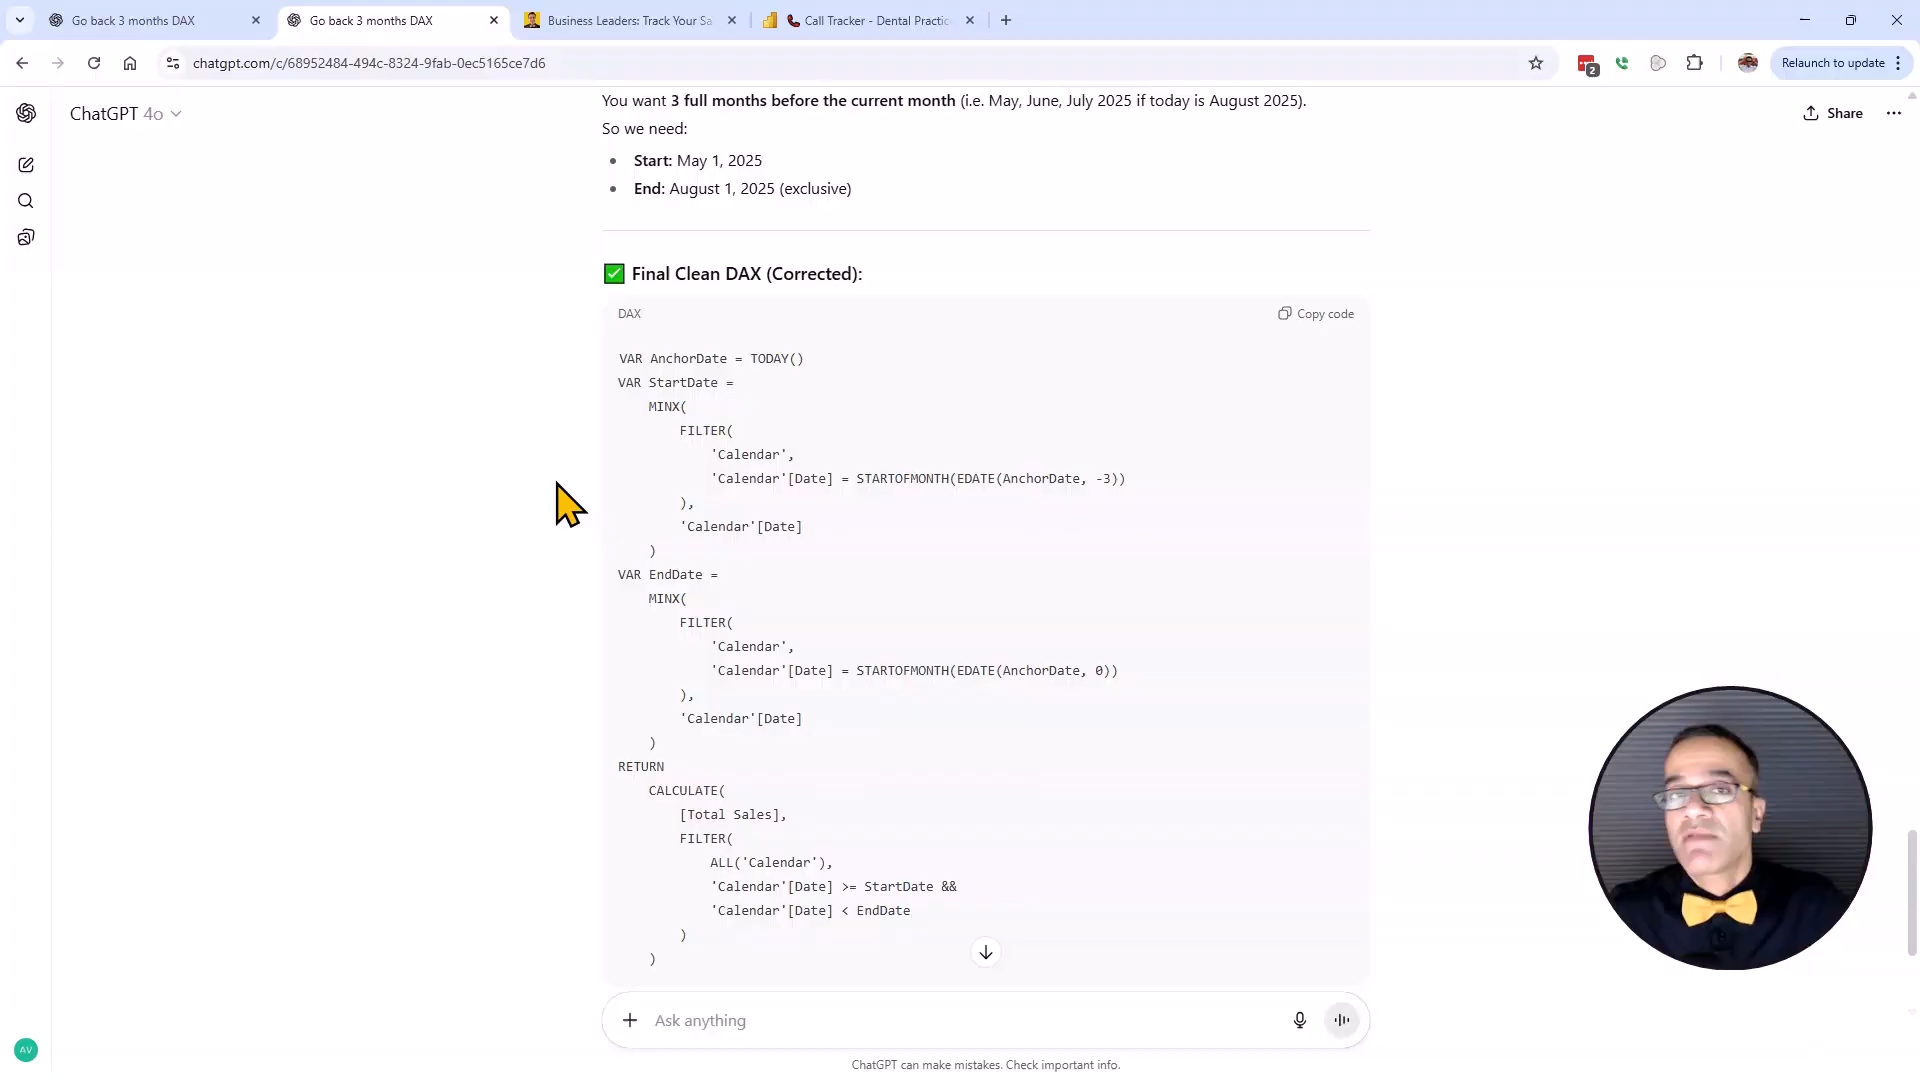 Go back 3 months DAX
Go back 3 months DAX
Business Leaders: Track Your Sa
Call Tracker - Dental Practic
chatgpt.com/c/68952484-494c-8324-9fab-0ec5165ce7d6
2
Relaunch to update
ChatGPT 4o
Share
You want 3 full months before the current month (i.e. May, June, July 2025 if today is August 2025).
So we need:
• Start: May 1, 2025
• End: August 1, 2025 (exclusive)
Final Clean DAX (Corrected):
DAX
Copy code
VAR AnchorDate = TODAY()
VAR StartDate =
MINX(
FILTER(
'Calendar',
'Calendar'[Date] = STARTOFMONTH(EDATE(AnchorDate, -3))
),
'Calendar'[Date]
)
VAR EndDate =
MINX(
FILTER(
'Calendar',
'Calendar'[Date] = STARTOFMONTH(EDATE(AnchorDate, 0))
),
'Calendar'[Date]
)
RETURN
CALCULATE(
[Total Sales],
FILTER(
ALL('Calendar'),
'Calendar'[Date] >= StartDate &&
'Calendar'[Date] < EndDate
)
)
Ask anything
AV
ChatGPT can make mistakes. Check important info.